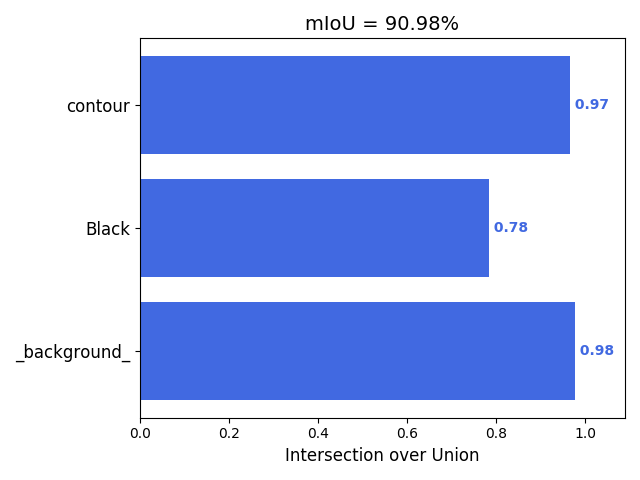 mIoU = 90.98%
contour
0.97
Black
0.78
_background_
0.98
0.0 0.2 0.4 0.6 0.8 1.0
Intersection over Union